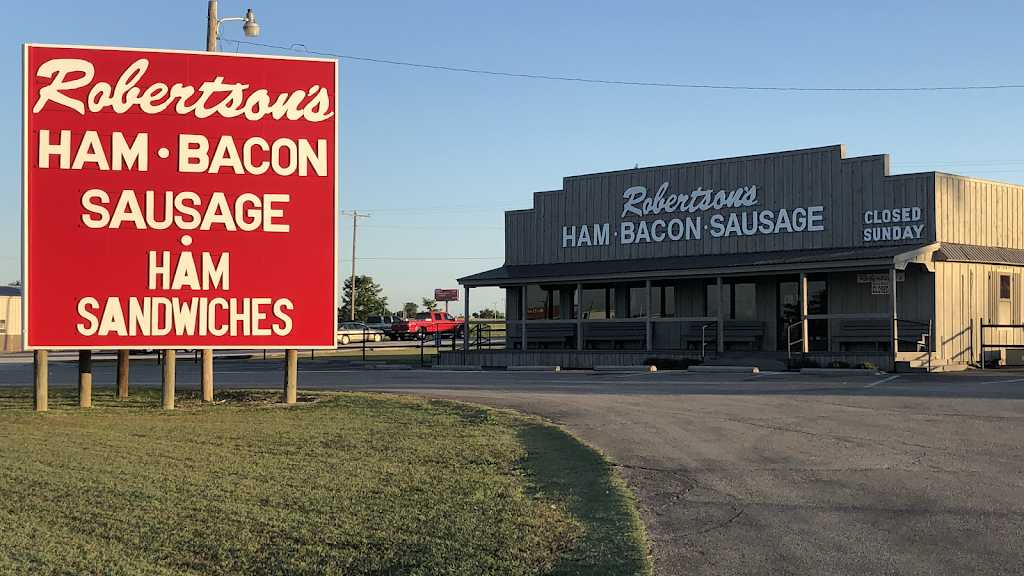 Robertson's
HAM • BACON
SAUSAGE
•
HAM
SANDWICHES
Robertson's
HAM • BACON • SAUSAGE
CLOSED
SUNDAY